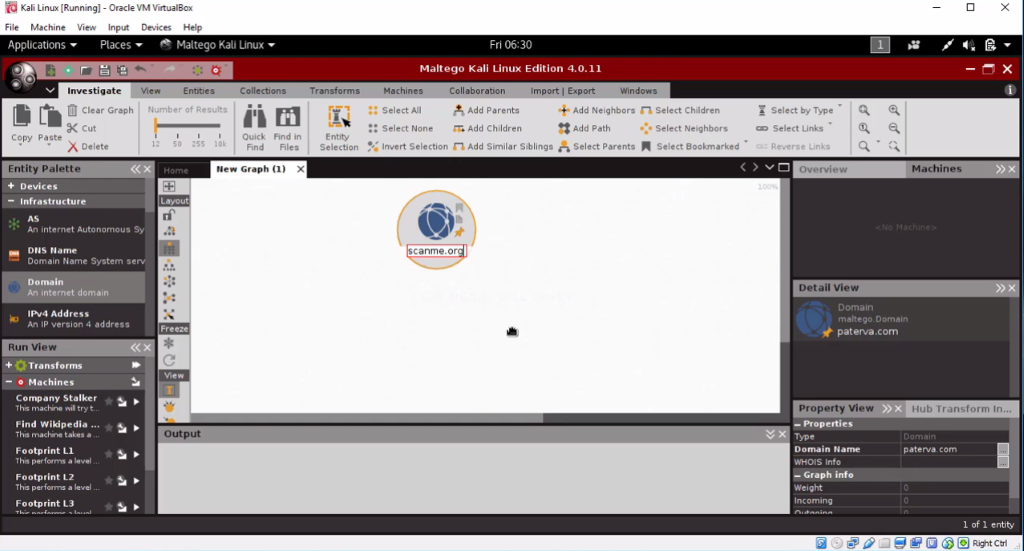 Kali Linux [Running] - Oracle VM VirtualBox
File Machine View Input Devices Help
Applications Places Maltego Kali Linux Fri 06:30 1
Maltego Kali Linux Edition 4.0.11
Investigate View Entities Collections Transforms Machines Collaboration Import | Export Windows
Copy Paste Clear Graph Cut Delete
Number of Results
12 50 255 10k
Quick Find Find in Files Entity Selection
Select All Add Parents Add Neighbors Select Children Select by Type
Select None Add Children Add Path Select Neighbors Select Links
Invert Selection Add Similar Siblings Select Parents Select Bookmarked Reverse Links
Entity Palette
Devices
Infrastructure
AS
An internet Autonomous Sy
DNS Name
Domain Name System serv
Domain
An internet domain
IPv4 Address
An IP version 4 address
Run View
Transforms
Machines
Company Stalker
This machine will try t...
Find Wikipedia ...
This machine takes a ...
Footprint L1
This performs a level ...
Footprint L2
This performs a level ...
Footprint L3
This performs a level ...
Home New Graph (1)
Layout
Freeze
View
100%
scanme.org
Output
Overview Machines
<No Machine>
Detail View
Domain
maltego.Domain
paterva.com
Property View Hub Transform In...
Properties
Type Domain
Domain Name paterva.com ...
WHOIS Info ...
Graph info
Weight 0
Incoming 0
Outgoing 0
1 of 1 entity
Right Ctrl